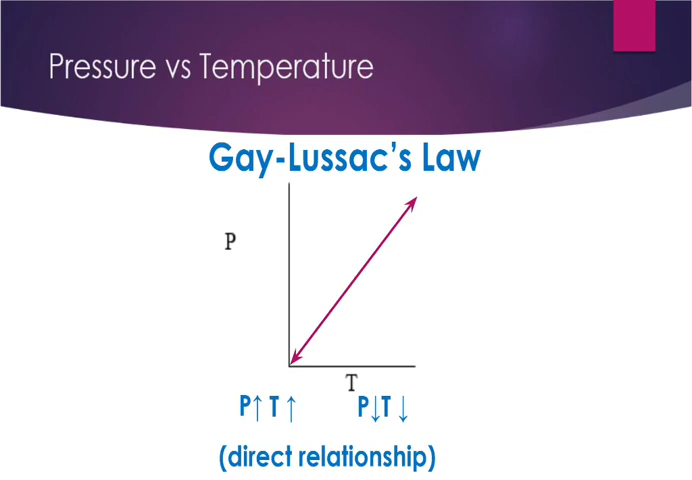 Pressure vs Temperature
Gay-Lussac’s Law
P
T
P↑ T ↑ P↓T ↓
(direct relationship)